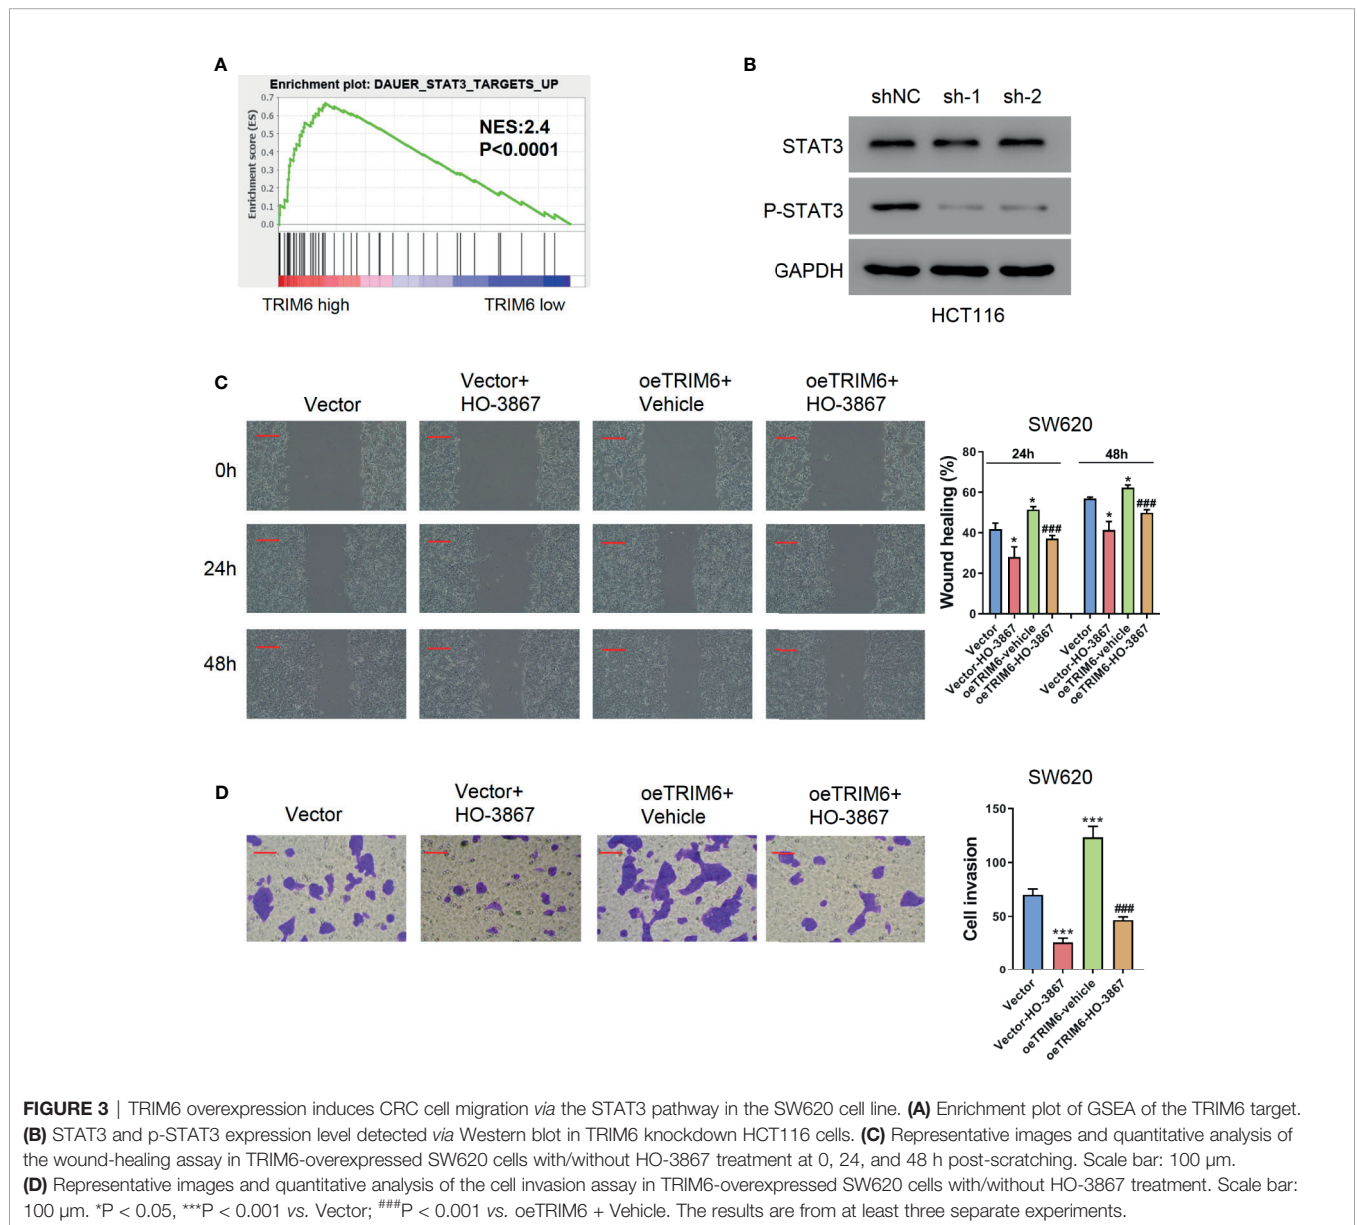 A
Enrichment plot: DAUER_STAT3_TARGETS_UP
Enrichment score (ES)
0.7
0.6
0.5
0.4
0.3
0.2
0.1
0.0
NES:2.4
P<0.0001
TRIM6 high
TRIM6 low
B
shNC sh-1 sh-2
STAT3
P-STAT3
GAPDH
HCT116
C
Vector
Vector+
HO-3867
oeTRIM6+
Vehicle
oeTRIM6+
HO-3867
0h
24h
48h
SW620
Wound healing (%)
80
60
40
20
0
24h
48h
*
*
###
*
*
###
Vector
Vector-HO-3867
oeTRIM6-vehicle
oeTRIM6-HO-3867
Vector
Vector-HO-3867
oeTRIM6-vehicle
oeTRIM6-HO-3867
D
Vector
Vector+
HO-3867
oeTRIM6+
Vehicle
oeTRIM6+
HO-3867
SW620
Cell invasion
150
100
50
0
***
***
###
Vector
Vector-HO-3867
oeTRIM6-vehicle
oeTRIM6-HO-3867
FIGURE 3 | TRIM6 overexpression induces CRC cell migration via the STAT3 pathway in the SW620 cell line. (A) Enrichment plot of GSEA of the TRIM6 target.
(B) STAT3 and p-STAT3 expression level detected via Western blot in TRIM6 knockdown HCT116 cells. (C) Representative images and quantitative analysis of
the wound-healing assay in TRIM6-overexpressed SW620 cells with/without HO-3867 treatment at 0, 24, and 48 h post-scratching. Scale bar: 100 µm.
(D) Representative images and quantitative analysis of the cell invasion assay in TRIM6-overexpressed SW620 cells with/without HO-3867 treatment. Scale bar:
100 µm. *P < 0.05, ***P < 0.001 vs. Vector; ###P < 0.001 vs. oeTRIM6 + Vehicle. The results are from at least three separate experiments.